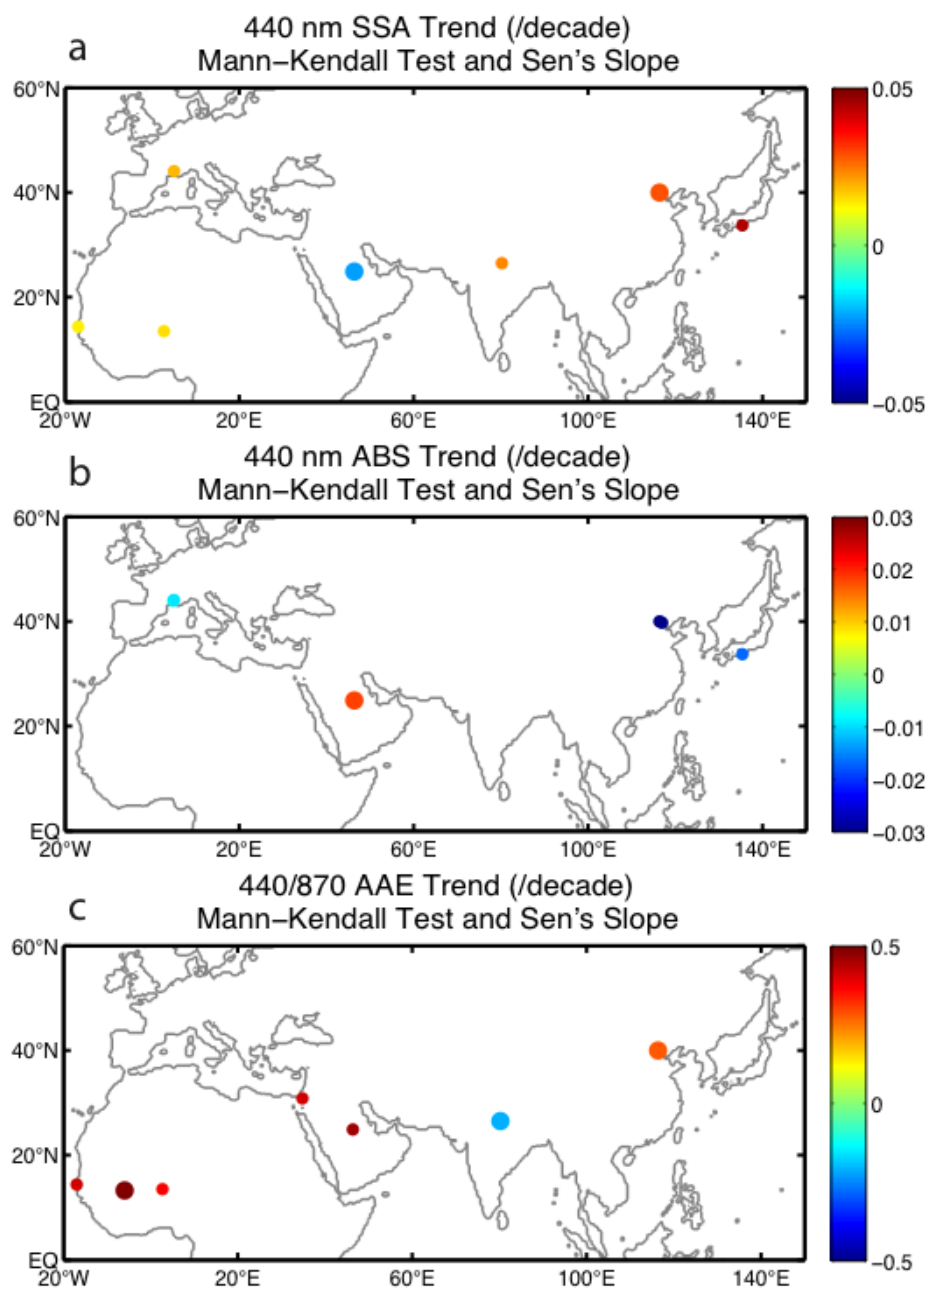 a
440 nm SSA Trend (/decade)
Mann−Kendall Test and Sen's Slope
60°N
40°N
20°N
EQ
20°W 20°E 60°E 100°E 140°E
0.05
0
−0.05
b
440 nm ABS Trend (/decade)
Mann−Kendall Test and Sen's Slope
60°N
40°N
20°N
EQ
20°W 20°E 60°E 100°E 140°E
0.03
0.02
0.01
0
−0.01
−0.02
−0.03
c
440/870 AAE Trend (/decade)
Mann−Kendall Test and Sen's Slope
60°N
40°N
20°N
EQ
20°W 20°E 60°E 100°E 140°E
0.5
0
−0.5